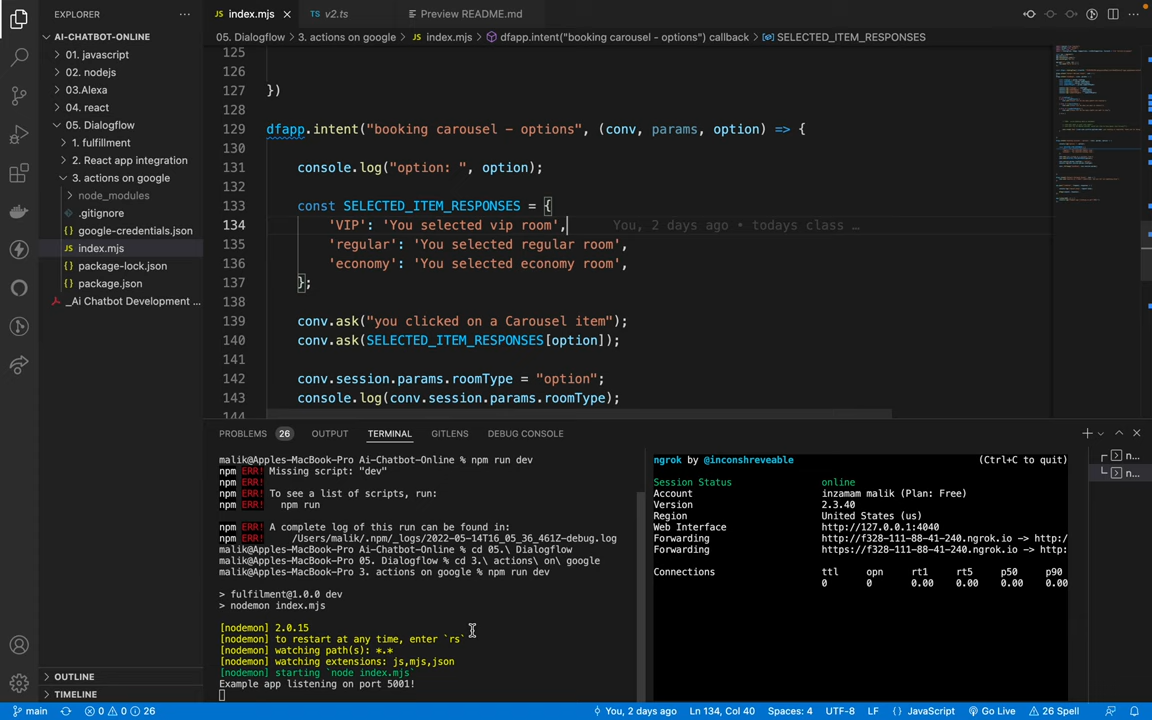 EXPLORER
index.mjs
v2.ts
Preview README.md
05. Dialogflow > 3. actions on google > index.mjs > dfapp.intent("booking carousel - options") callback > SELECTED_ITEM_RESPONSES
AI-CHATBOT-ONLINE
01. javascript
02. nodejs
03.Alexa
04. react
05. Dialogflow
1. fulfillment
2. React app integration
3. actions on google
node_modules
.gitignore
google-credentials.json
index.mjs
package-lock.json
package.json
_Ai Chatbot Development ...
OUTLINE
TIMELINE
125
126
127 })
128
129 dfapp.intent("booking carousel - options", (conv, params, option) => {
130
131 console.log("option: ", option);
132
133 const SELECTED_ITEM_RESPONSES = {
134 'VIP': 'You selected vip room', You, 2 days ago • todays class …
135 'regular': 'You selected regular room',
136 'economy': 'You selected economy room',
137 };
138
139 conv.ask("you clicked on a Carousel item");
140 conv.ask(SELECTED_ITEM_RESPONSES[option]);
141
142 conv.session.params.roomType = "option";
143 console.log(conv.session.params.roomType);
144
PROBLEMS 26 OUTPUT TERMINAL GITLENS DEBUG CONSOLE
malik@Apples-MacBook-Pro Ai-Chatbot-Online % npm run dev
npm ERR! Missing script: "dev"
npm ERR!
npm ERR! To see a list of scripts, run:
npm ERR! npm run
npm ERR! A complete log of this run can be found in:
npm ERR! /Users/malik/.npm/_logs/2022-05-14T16_05_36_461Z-debug.log
malik@Apples-MacBook-Pro Ai-Chatbot-Online % cd 05.\ Dialogflow
malik@Apples-MacBook-Pro 05. Dialogflow % cd 3.\ actions\ on\ google
malik@Apples-MacBook-Pro 3. actions on google % npm run dev
> fulfilment@1.0.0 dev
> nodemon index.mjs
[nodemon] 2.0.15
[nodemon] to restart at any time, enter `rs`
[nodemon] watching path(s): *.*
[nodemon] watching extensions: js,mjs,json
[nodemon] starting `node index.mjs`
Example app listening on port 5001!
ngrok by @inconshreveable (Ctrl+C to quit)
Session Status online
Account inzamam malik (Plan: Free)
Version 2.3.40
Region United States (us)
Web Interface http://127.0.0.1:4040
Forwarding http://f328-111-88-41-240.ngrok.io -> http:/
Forwarding https://f328-111-88-41-240.ngrok.io -> http:
Connections ttl opn rt1 rt5 p50 p90
0 0 0.00 0.00 0.00 0.00
n...
n...
main 0 0 26 You, 2 days ago Ln 134, Col 40 Spaces: 4 UTF-8 LF {} JavaScript Go Live 26 Spell